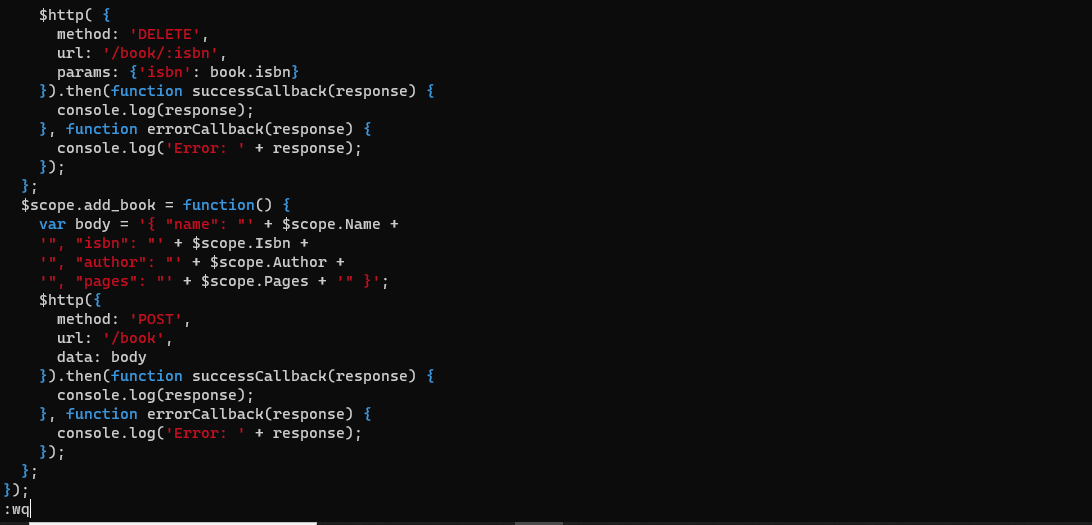 $http( {
      method: 'DELETE',
      url: '/book/:isbn',
      params: {'isbn': book.isbn}
    }).then(function successCallback(response) {
      console.log(response);
    }, function errorCallback(response) {
      console.log('Error: ' + response);
    });
  };
  $scope.add_book = function() {
    var body = '{ "name": "' + $scope.Name +
    '", "isbn": "' + $scope.Isbn +
    '", "author": "' + $scope.Author +
    '", "pages": "' + $scope.Pages + '" }';
    $http({
      method: 'POST',
      url: '/book',
      data: body
    }).then(function successCallback(response) {
      console.log(response);
    }, function errorCallback(response) {
      console.log('Error: ' + response);
    });
  };
});
:wq